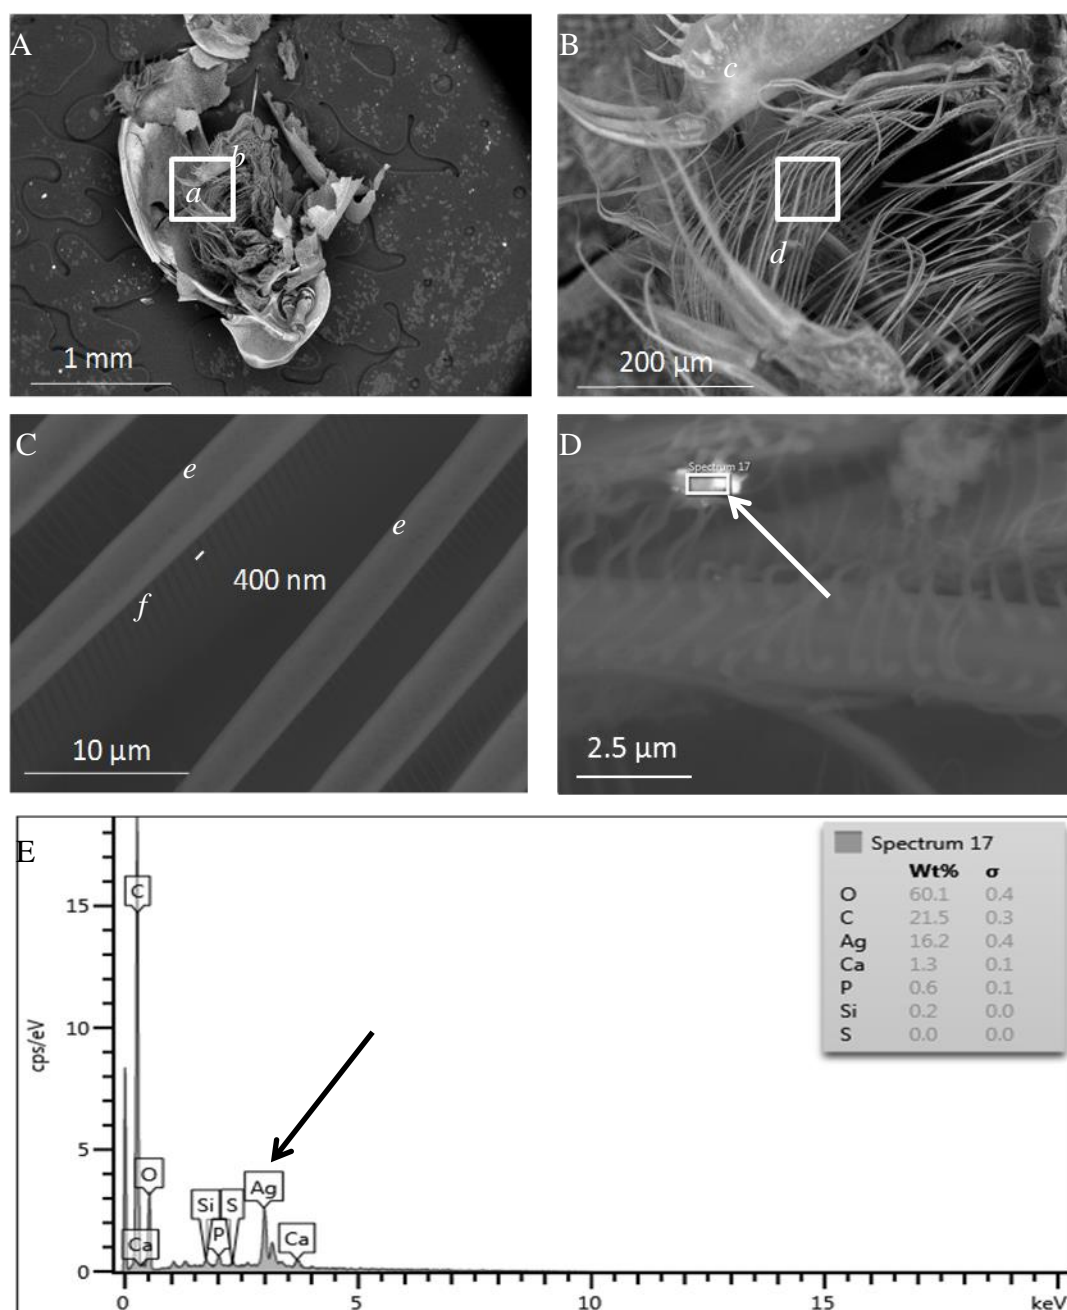 A
a
b
1 mm
B
c
d
200 μm
C
e
e
f
400 nm
10 μm
D
Spectrum 17
2.5 μm
E
cps/eV
15
10
5
0
C
O
Ca
Si
S
P
Ag
Ca
0
5
10
15
keV
Spectrum 17
Wt% σ
O 60.1 0.4
C 21.5 0.3
Ag 16.2 0.4
Ca 1.3 0.1
P 0.6 0.1
Si 0.2 0.0
S 0.0 0.0